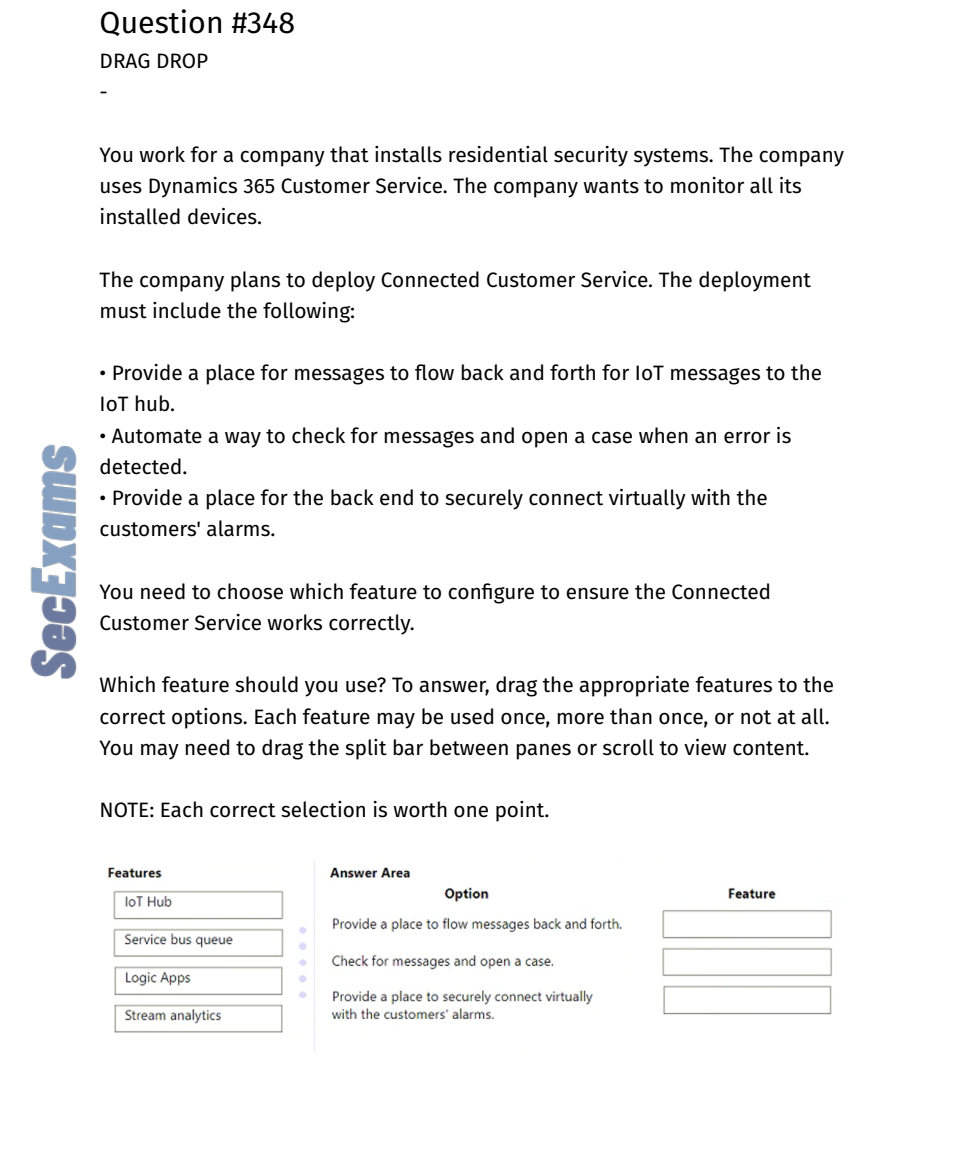 Question #348
DRAG DROP
-
You work for a company that installs residential security systems. The company
uses Dynamics 365 Customer Service. The company wants to monitor all its
installed devices.
The company plans to deploy Connected Customer Service. The deployment
must include the following:
• Provide a place for messages to flow back and forth for IoT messages to the
IoT hub.
• Automate a way to check for messages and open a case when an error is
detected.
• Provide a place for the back end to securely connect virtually with the
customers' alarms.
SecExams
You need to choose which feature to configure to ensure the Connected
Customer Service works correctly.
Which feature should you use? To answer, drag the appropriate features to the
correct options. Each feature may be used once, more than once, or not at all.
You may need to drag the split bar between panes or scroll to view content.
NOTE: Each correct selection is worth one point.
Features
IoT Hub
Service bus queue
Logic Apps
Stream analytics
Answer Area
Option
Feature
Provide a place to flow messages back and forth.
Check for messages and open a case.
Provide a place to securely connect virtually
with the customers' alarms.